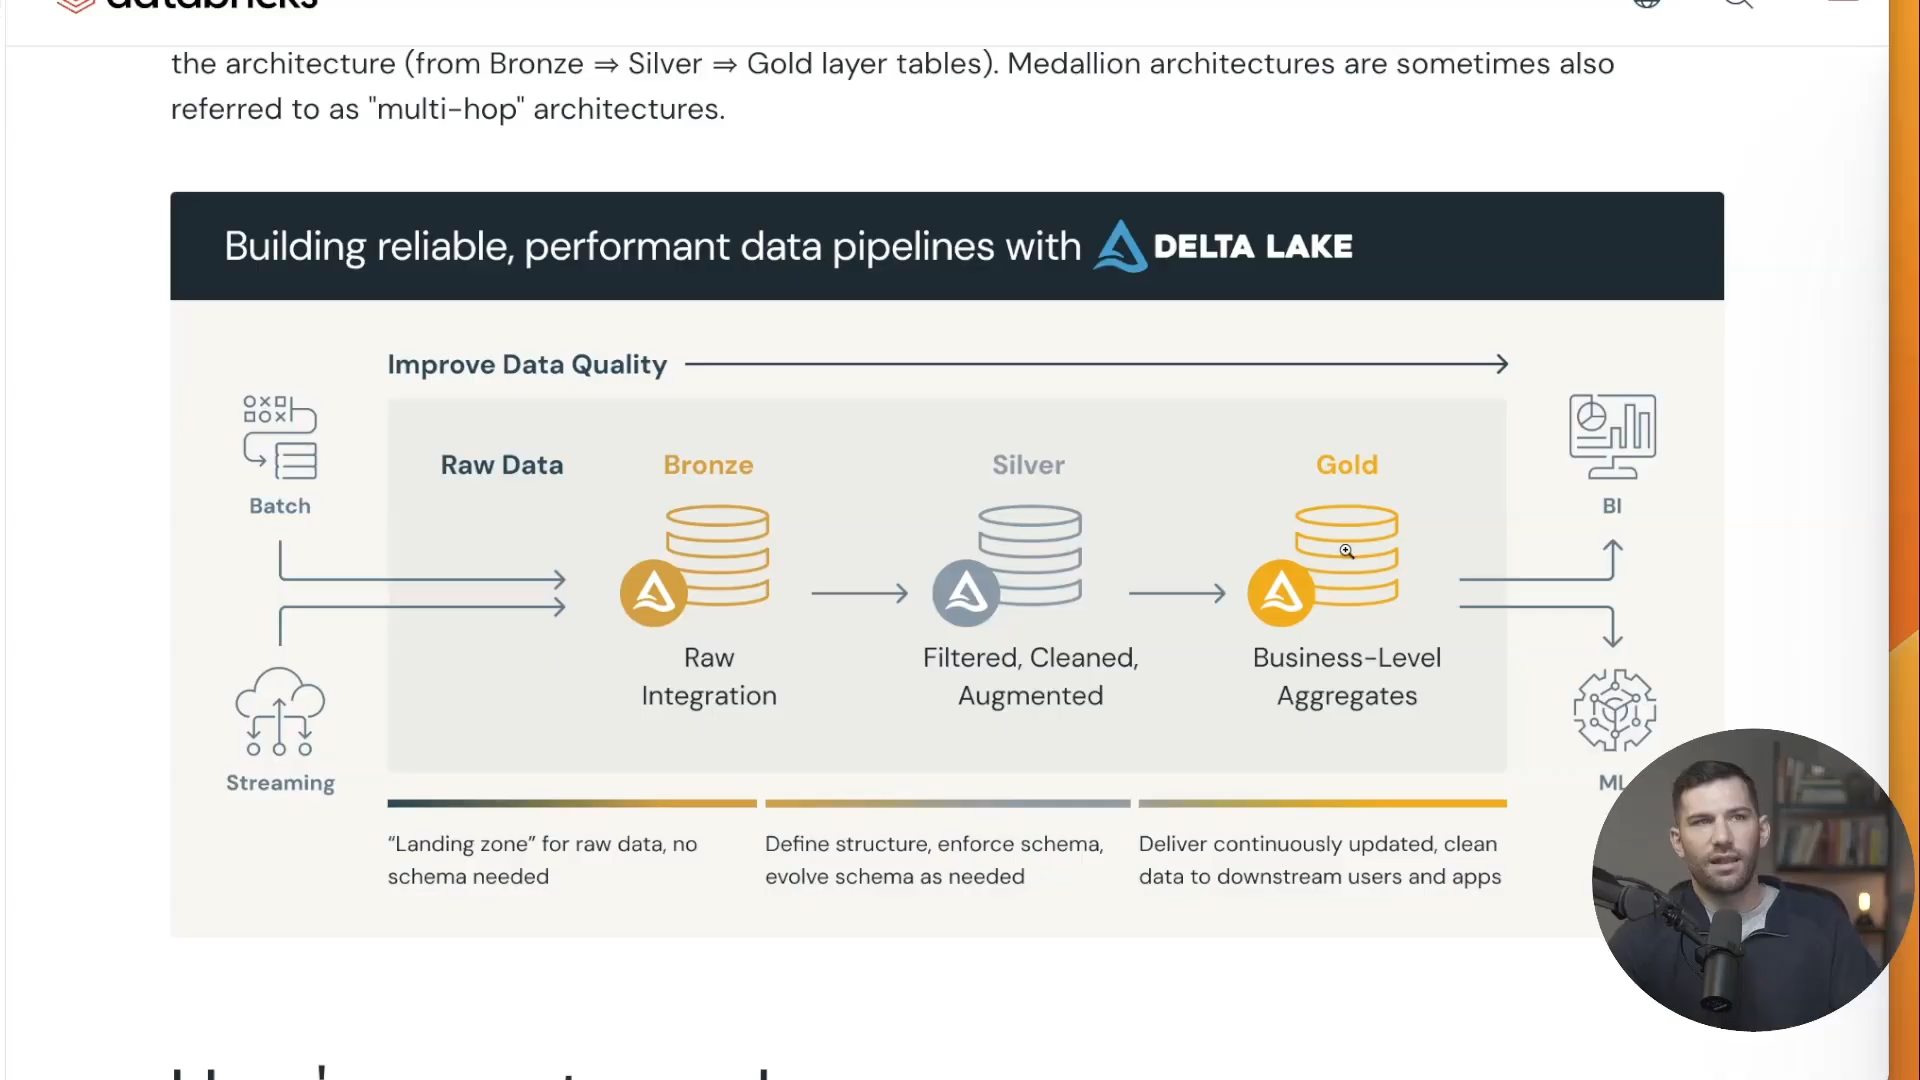 databricks
the architecture (from Bronze ⇒ Silver ⇒ Gold layer tables). Medallion architectures are sometimes also
referred to as "multi-hop" architectures.
Building reliable, performant data pipelines with DELTA LAKE
Improve Data Quality
Batch
Streaming
Raw Data
Bronze
Silver
Gold
Raw
Integration
Filtered, Cleaned,
Augmented
Business-Level
Aggregates
BI
ML
“Landing zone” for raw data, no
schema needed
Define structure, enforce schema,
evolve schema as needed
Deliver continuously updated, clean
data to downstream users and apps